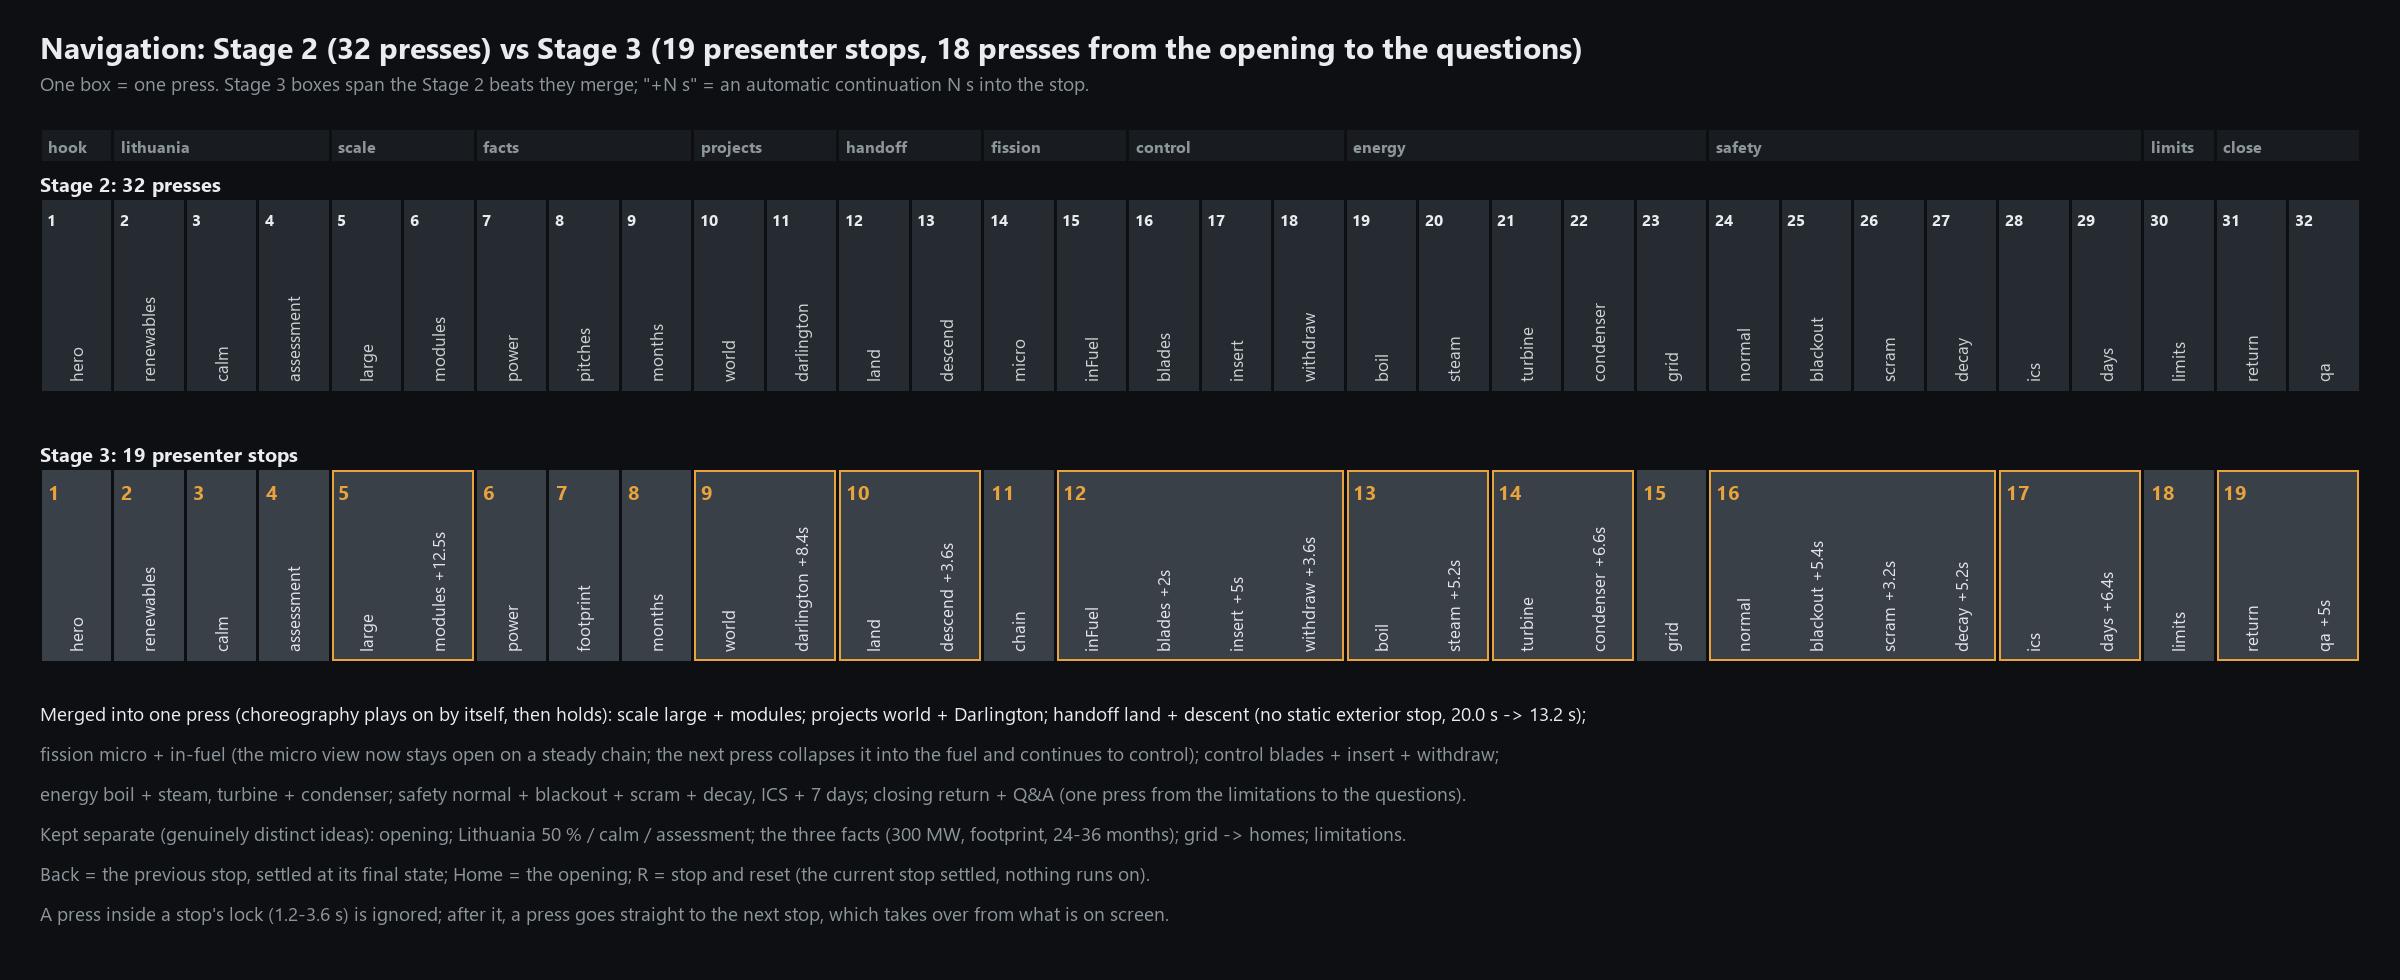 Navigation: Stage 2 (32 presses) vs Stage 3 (19 presenter stops, 18 presses from the opening to the questions)
One box = one press. Stage 3 boxes span the Stage 2 beats they merge; "+N s" = an automatic continuation N s into the stop.
hook lithuania scale facts projects handoff fission control energy safety limits close
Stage 2: 32 presses
1 2 3 4 5 6 7 8 9 10 11 12 13 14 15 16 17 18 19 20 21 22 23 24 25 26 27 28 29 30 31 32
hero renewables calm assessment large modules power pitches months world darlington land descend micro inFuel blades insert withdraw boil steam turbine condenser grid normal blackout scram decay ics days limits return qa
Stage 3: 19 presenter stops
1 2 3 4 5 6 7 8 9 10 11 12 13 14 15 16 17 18 19
hero renewables calm assessment large modules +12.5s power footprint months world darlington +8.4s land descend +3.6s chain inFuel blades +2s insert +5s withdraw +3.6s boil steam +5.2s turbine condenser +6.6s grid normal blackout +5.4s scram +3.2s decay +5.2s ics days +6.4s limits return qa +5s
Merged into one press (choreography plays on by itself, then holds): scale large + modules; projects world + Darlington; handoff land + descent (no static exterior stop, 20.0 s -> 13.2 s);
fission micro + in-fuel (the micro view now stays open on a steady chain; the next press collapses it into the fuel and continues to control); control blades + insert + withdraw;
energy boil + steam, turbine + condenser; safety normal + blackout + scram + decay, ICS + 7 days; closing return + Q&A (one press from the limitations to the questions).
Kept separate (genuinely distinct ideas): opening; Lithuania 50 % / calm / assessment; the three facts (300 MW, footprint, 24-36 months); grid -> homes; limitations.
Back = the previous stop, settled at its final state; Home = the opening; R = stop and reset (the current stop settled, nothing runs on).
A press inside a stop's lock (1.2-3.6 s) is ignored; after it, a press goes straight to the next stop, which takes over from what is on screen.